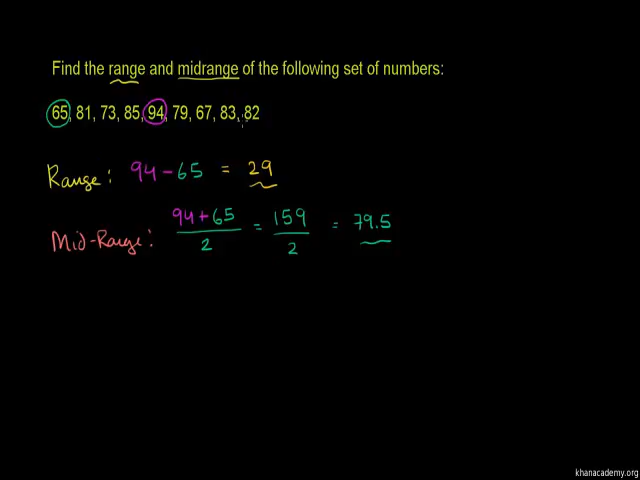 Find the range and midrange of the following set of numbers:
65, 81, 73, 85, 94, 79, 67, 83, 82
Range: 94 - 65 = 29
Mid-Range: 94 + 65 / 2 = 159 / 2 = 79.5
khanacademy.org